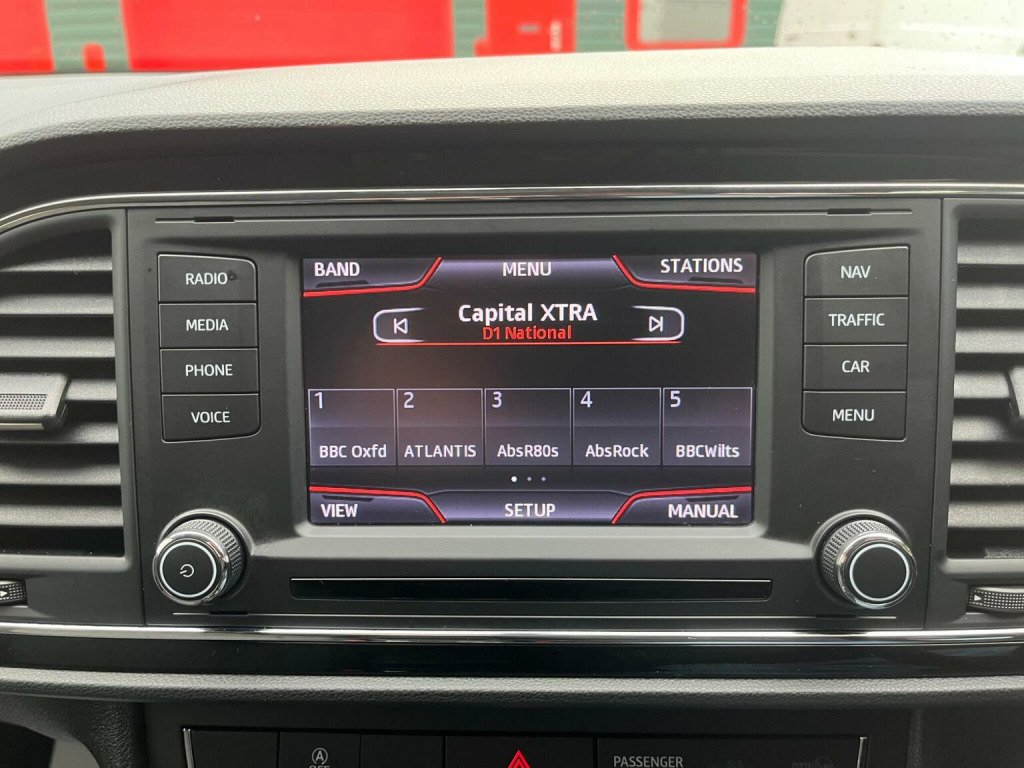 RADIO
MEDIA
PHONE
VOICE
BAND MENU STATIONS
Capital XTRA
D1 National
1 2 3 4 5
BBC Oxfd ATLANTIS AbsR80s AbsRock BBCWilts
VIEW SETUP MANUAL
NAV
TRAFFIC
CAR
MENU
A
OFF
PASSENGER